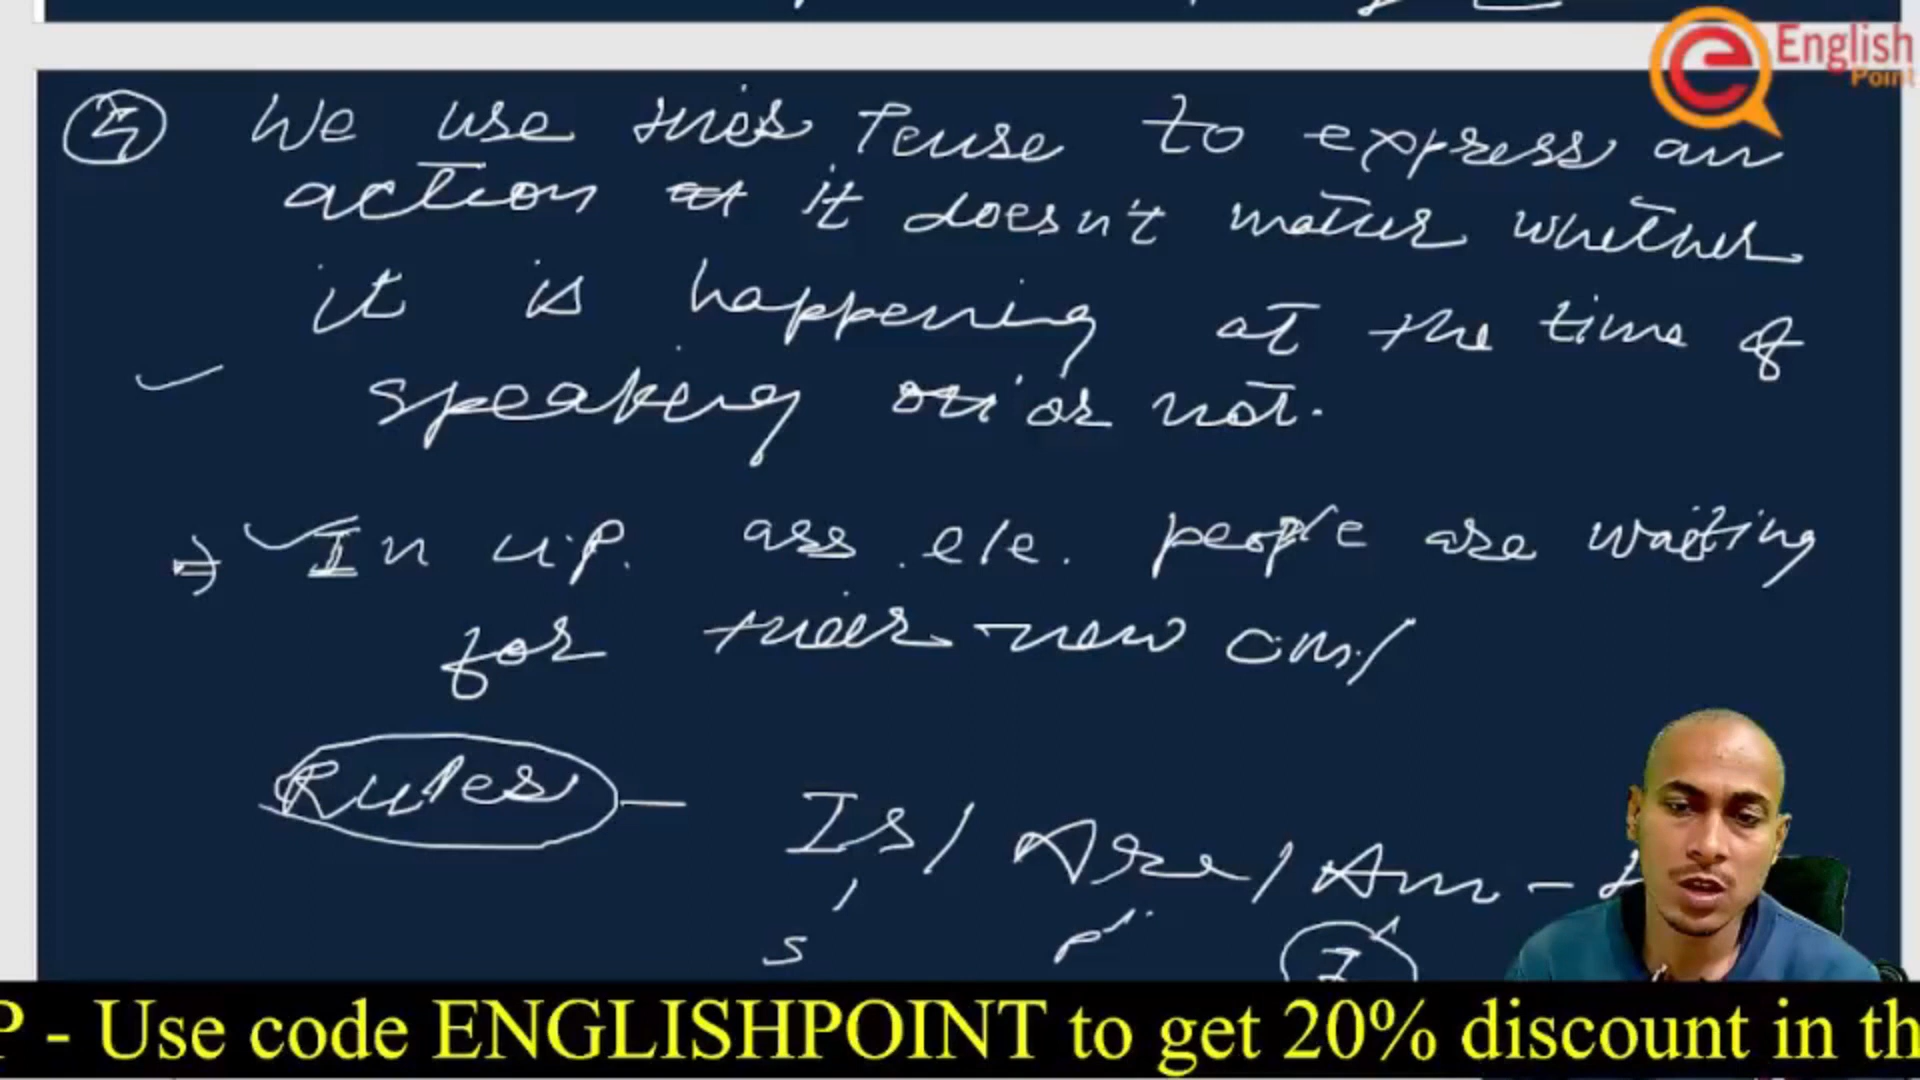 English
Point
② We use this Tense to express an
action it doesn't matter whether
it is happening at the time of
speaking or not.
⇒ In U.P. ass. ele. people are waiting
for their new cm/
Rules — Is / Are / Am -
s p I
P - Use code ENGLISHPOINT to get 20% discount in th